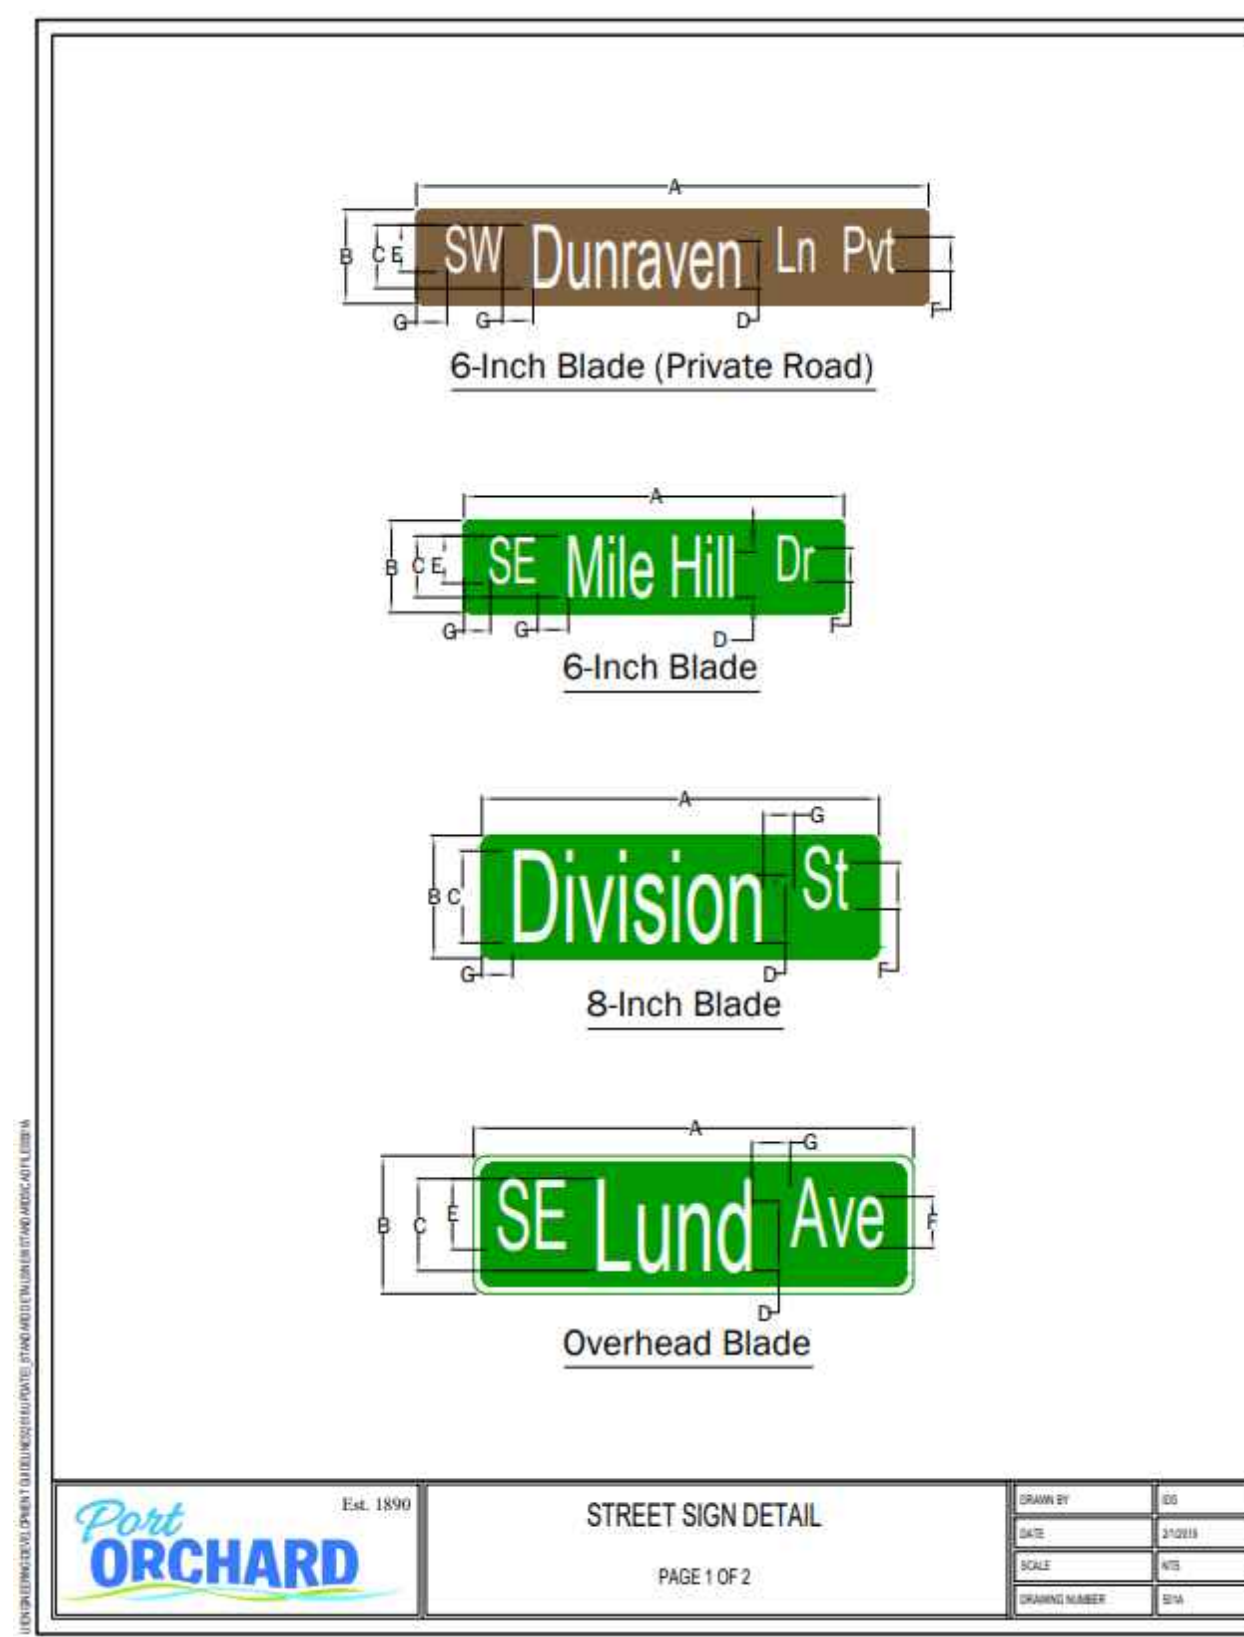 A
B
C
E
SW Dunraven Ln Pvt
G
G
D
F
6-Inch Blade (Private Road)
A
B
C
E
SE Mile Hill Dr
G
G
D
F
6-Inch Blade
A
G
B
C
Division St
G
D
F
8-Inch Blade
A
G
B
C
E
SE Lund Ave
F
D
Overhead Blade
Port
ORCHARD
Est. 1890
STREET SIGN DETAIL
PAGE 1 OF 2
DRAWN BY
DATE
SCALE NTS
DRAWING NUMBER 501A